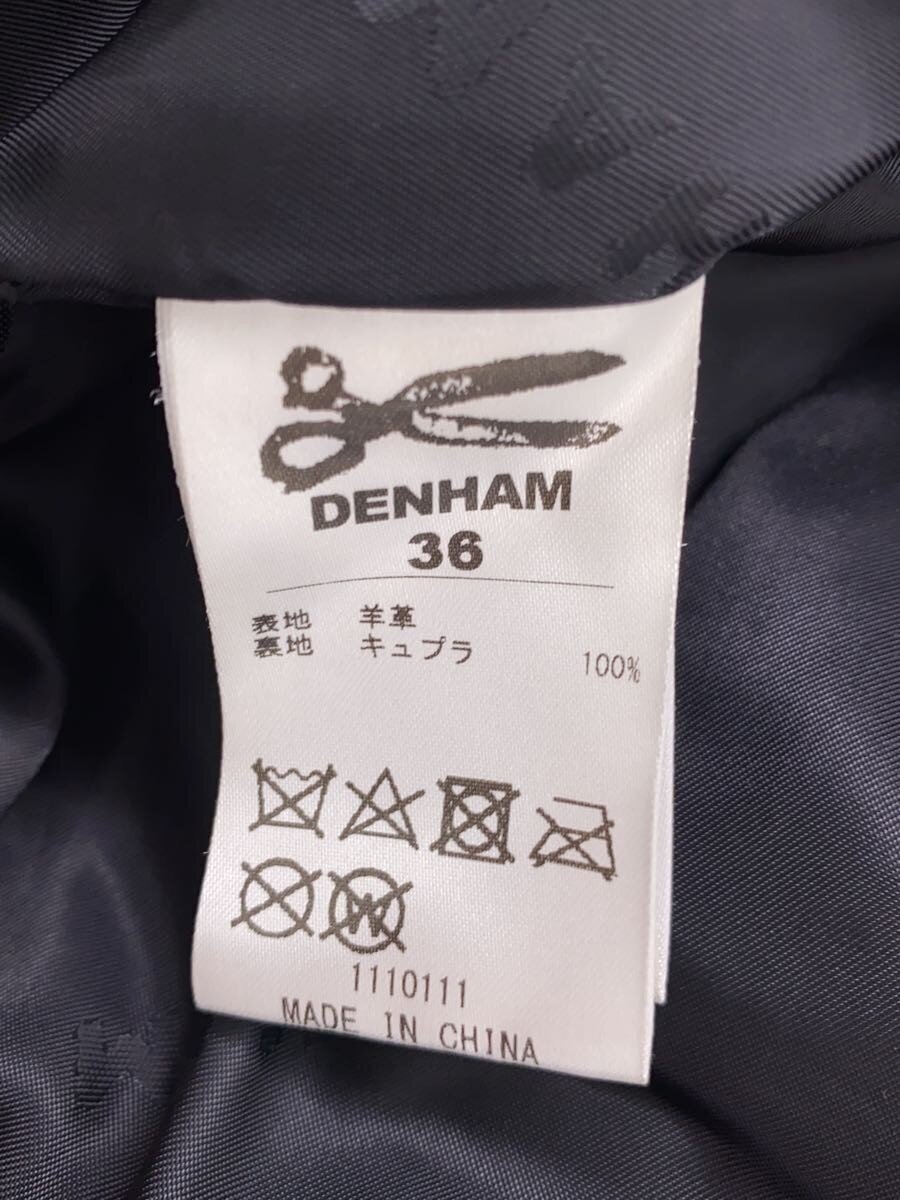 DENHAM
36
表地 羊革
裏地 キュプラ 100%
W
1110111
MADE IN CHINA